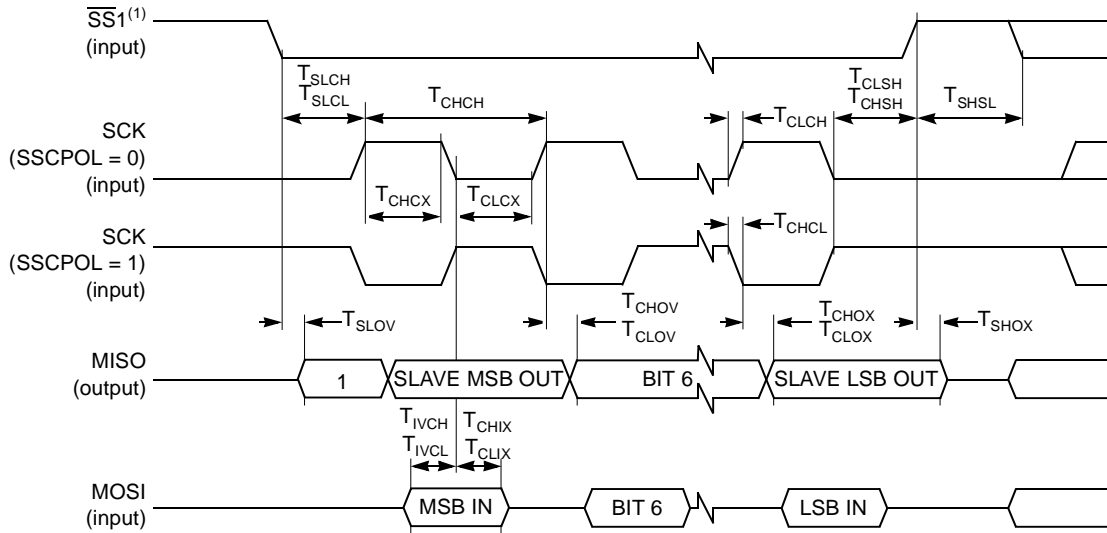 SS1(1)
(input)
TSLCH
TSLCL
TCHCH
TCLCH
TCLSH
TCHSH
TSHSL
SCK
(SSCPOL = 0)
(input)
TCHCX
TCLCX
TCHCL
SCK
(SSCPOL = 1)
(input)
TSLOV
TCHOV
TCLOV
TCHOX
TCLOX
TSHOX
MISO
(output)
1
SLAVE MSB OUT
BIT 6
SLAVE LSB OUT
TIVCH
TIVCL
TCHIX
TCLIX
MOSI
(input)
MSB IN
BIT 6
LSB IN